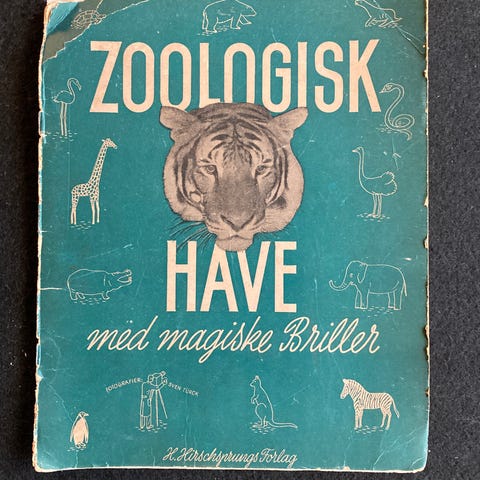 ZOOLOGISK
HAVE
med magiske Briller
FOTOGRAFIER: SVEN TÜRCK
H. Hirschsprungs Forlag